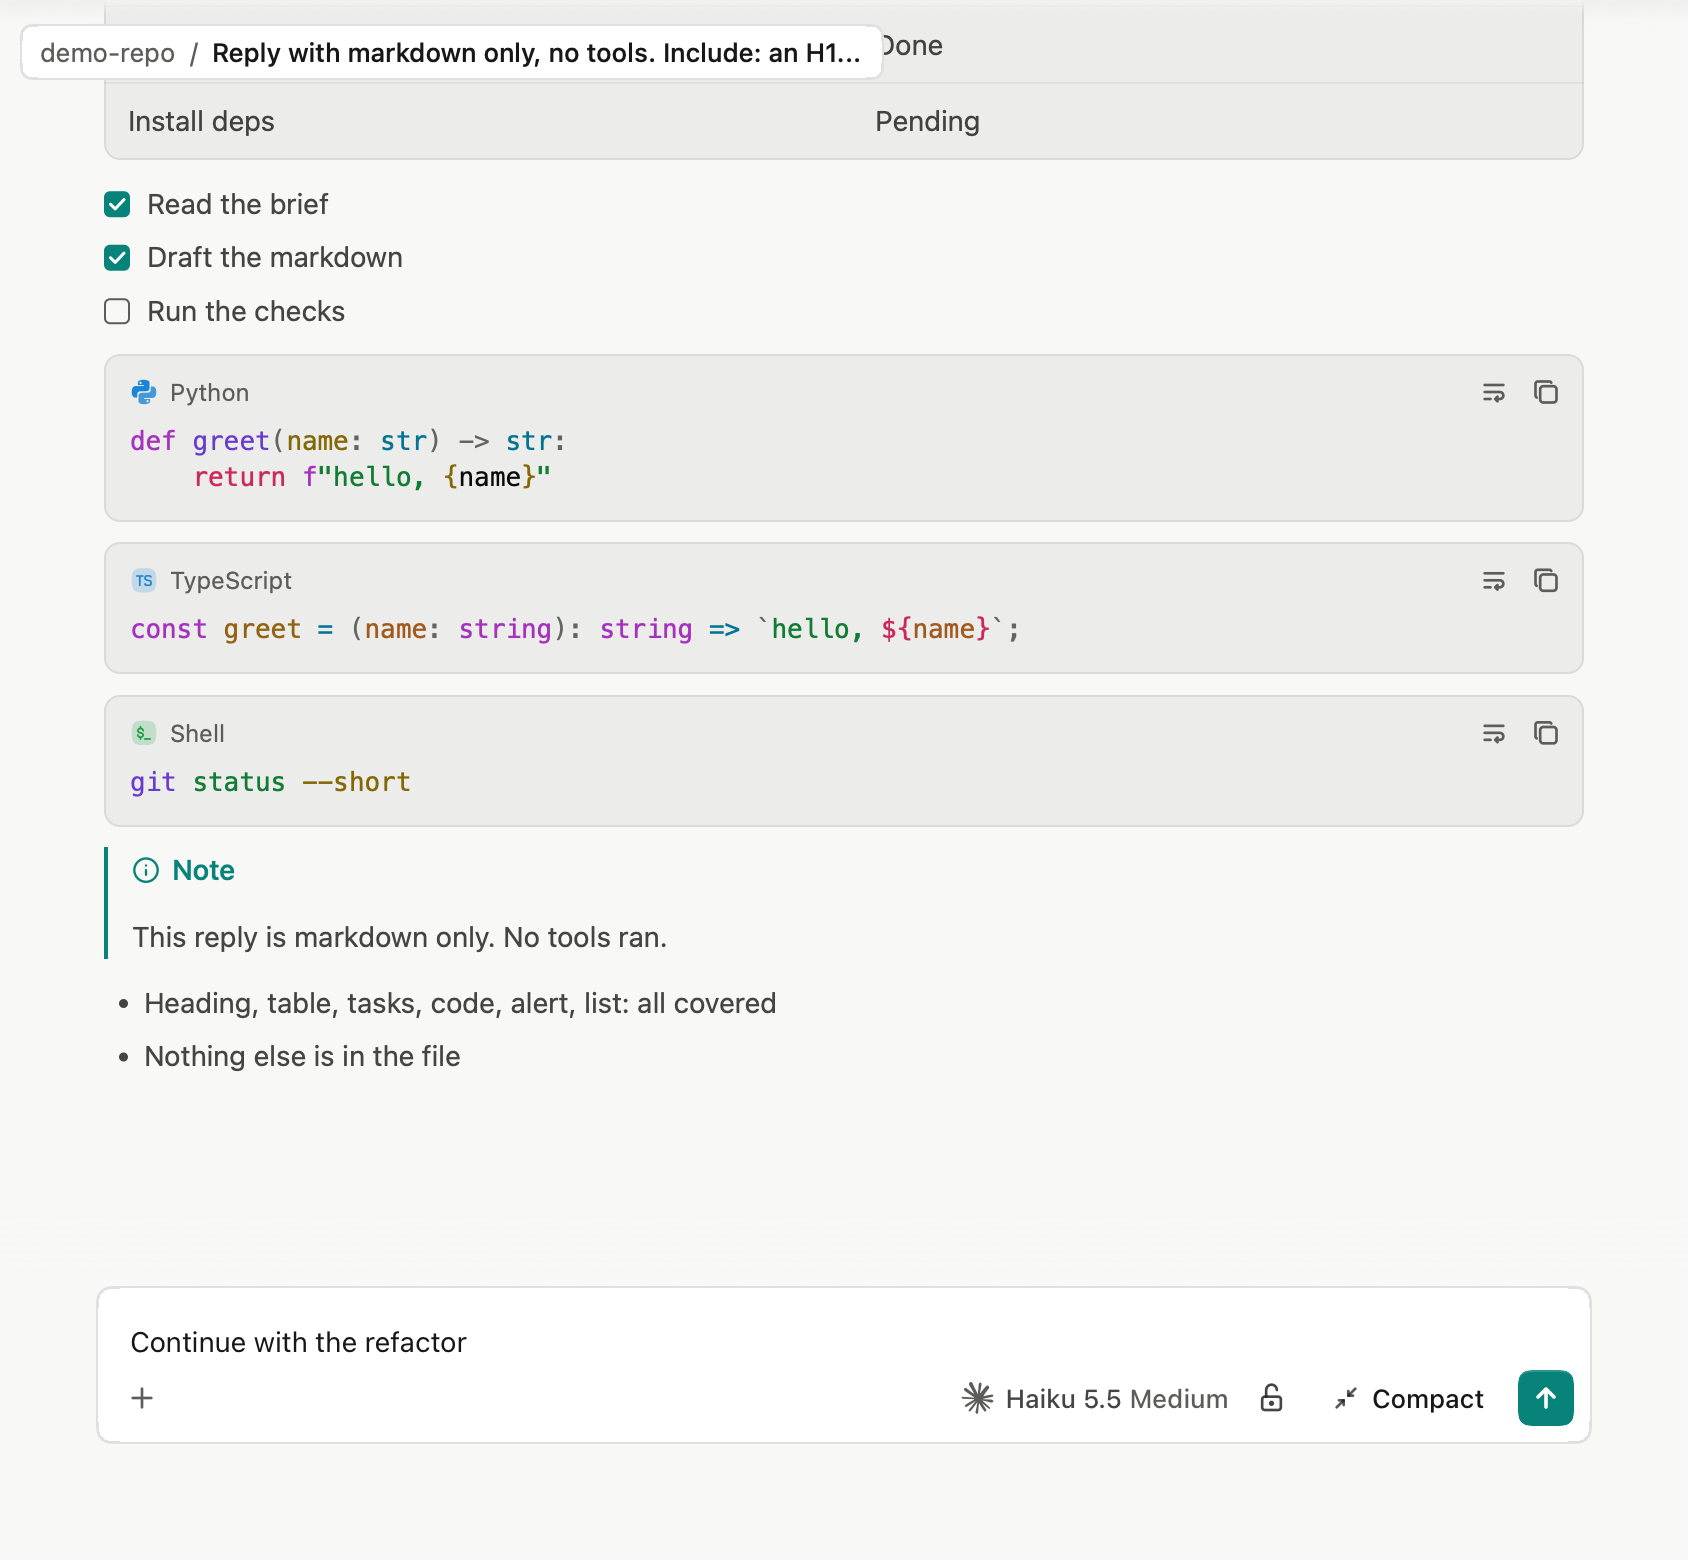 demo-repo / Reply with markdown only, no tools. Include: an H1...
Done
Install deps Pending
Read the brief
Draft the markdown
Run the checks
Python
def greet(name: str) -> str:
    return f"hello, {name}"
TS TypeScript
const greet = (name: string): string => `hello, ${name}`;
$_ Shell
git status --short
Note
This reply is markdown only. No tools ran.
• Heading, table, tasks, code, alert, list: all covered
• Nothing else is in the file
Continue with the refactor
Haiku 5.5 Medium Compact